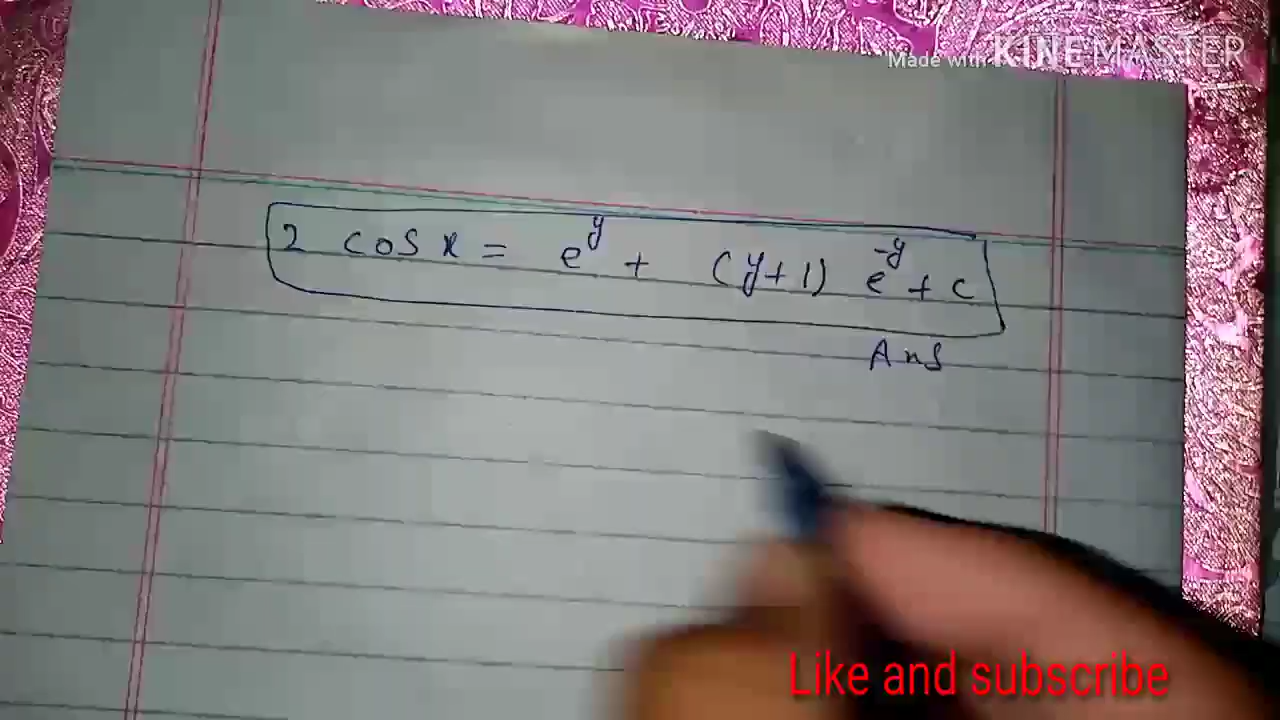 Made with KINEMASTER
2 cos x = e^y + (y+1) e^-y + c
Ans
Like and subscribe